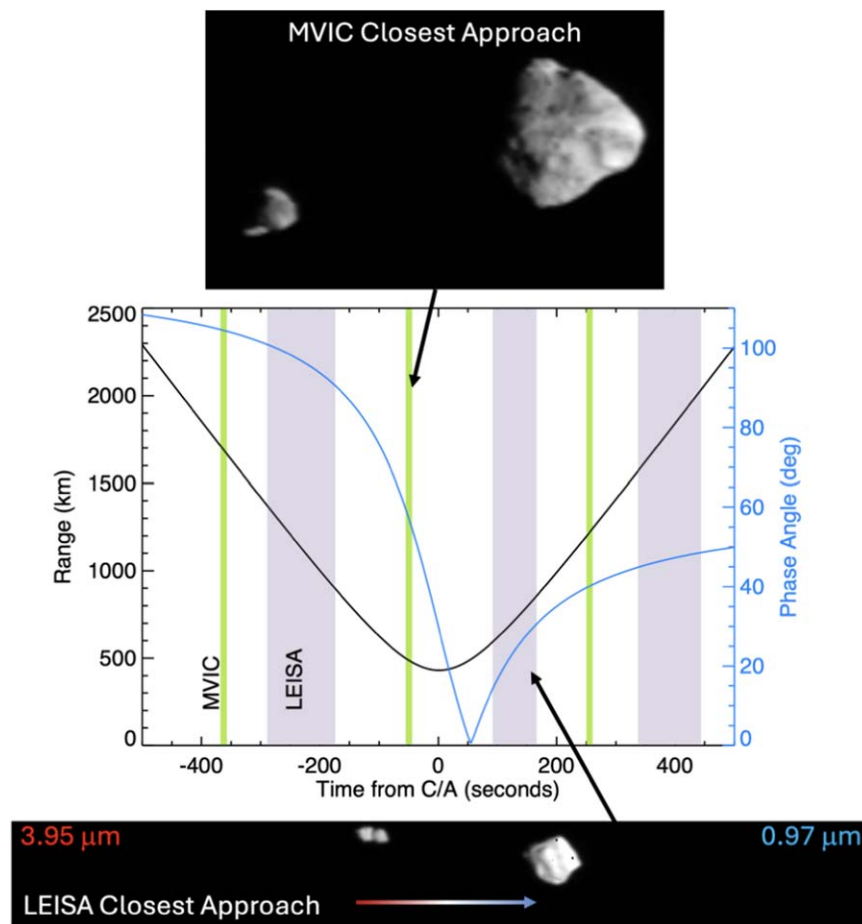 MVIC Closest Approach
2500
2000
1500
1000
500
0
Range (km)
MVIC
LEISA
100
80
60
40
20
0
Phase Angle (deg)
-400
-200
0
200
400
Time from C/A (seconds)
3.95 μm
0.97 μm
LEISA Closest Approach